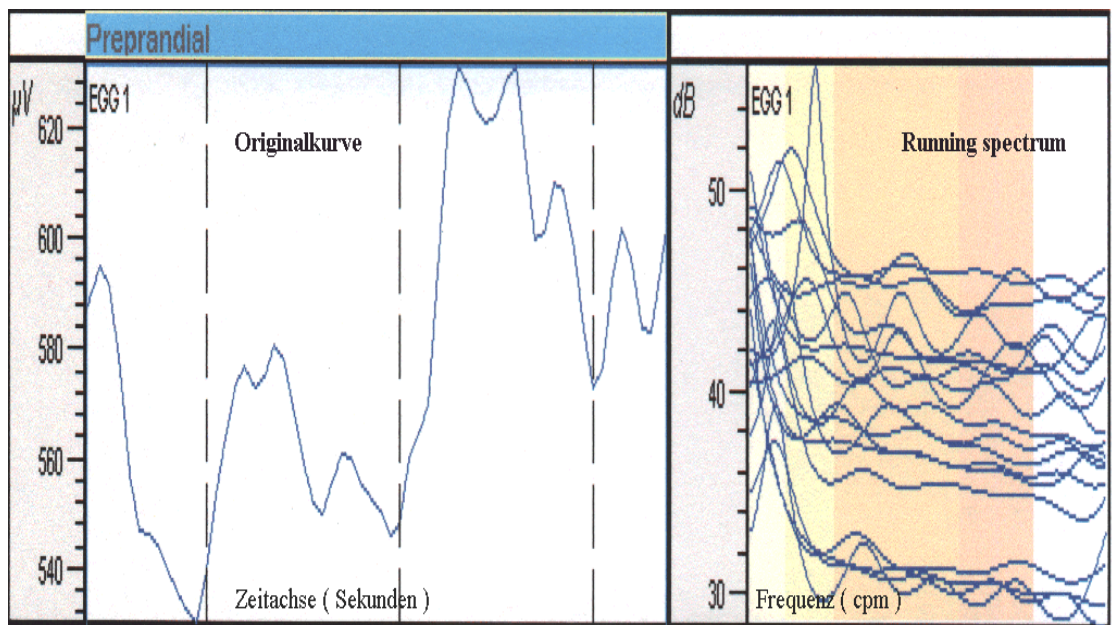 Preprandial
µV
EGG 1
620
Originalkurve
600
580
560
540
Zeitachse ( Sekunden )
dB
EGG 1
Running spectrum
50
40
30
Frequenz ( cpm )